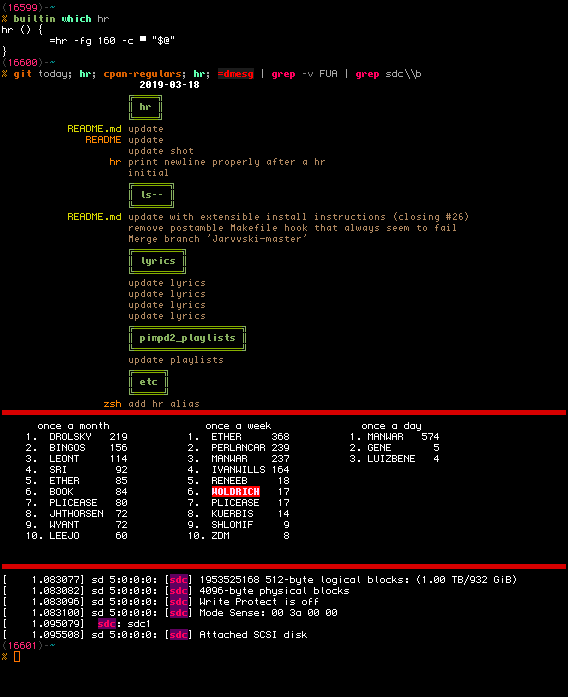 (16599)-~
% builtin which hr
hr () {
=hr -fg 160 -c ▀ "$@"
}
(16600)-~
% git today; hr; cpan-regulars; hr; =dmesg | grep -v FUA | grep sdc\\b
2019-03-18
hr
README.md update
README update
update shot
hr print newline properly after a hr
initial
ls--
README.md update with extensible install instructions (closing #26)
remove postamble Makefile hook that always seem to fail
Merge branch 'Jarvvski-master'
lyrics
update lyrics
update lyrics
update lyrics
update lyrics
pimpd2_playlists
update playlists
etc
zsh add hr alias
once a month once a week once a day
1. DROLSKY 219 1. ETHER 368 1. MANWAR 574
2. BINGOS 156 2. PERLANCAR 239 2. GENE 5
3. LEONT 114 3. MANWAR 237 3. LUIZBENE 4
4. SRI 92 4. IVANWILLS 164
5. ETHER 85 5. RENEEB 18
6. BOOK 84 6. WOLDRICH 17
7. PLICEASE 80 7. PLICEASE 17
8. JHTHORSEN 72 8. KUERBIS 14
9. WYANT 72 9. SHLOMIF 9
10. LEEJO 60 10. ZDM 8
[ 1.083077] sd 5:0:0:0: [sdc] 1953525168 512-byte logical blocks: (1.00 TB/932 GiB)
[ 1.083082] sd 5:0:0:0: [sdc] 4096-byte physical blocks
[ 1.083096] sd 5:0:0:0: [sdc] Write Protect is off
[ 1.083100] sd 5:0:0:0: [sdc] Mode Sense: 00 3a 00 00
[ 1.095079] sdc: sdc1
[ 1.095508] sd 5:0:0:0: [sdc] Attached SCSI disk
(16601)-~
%